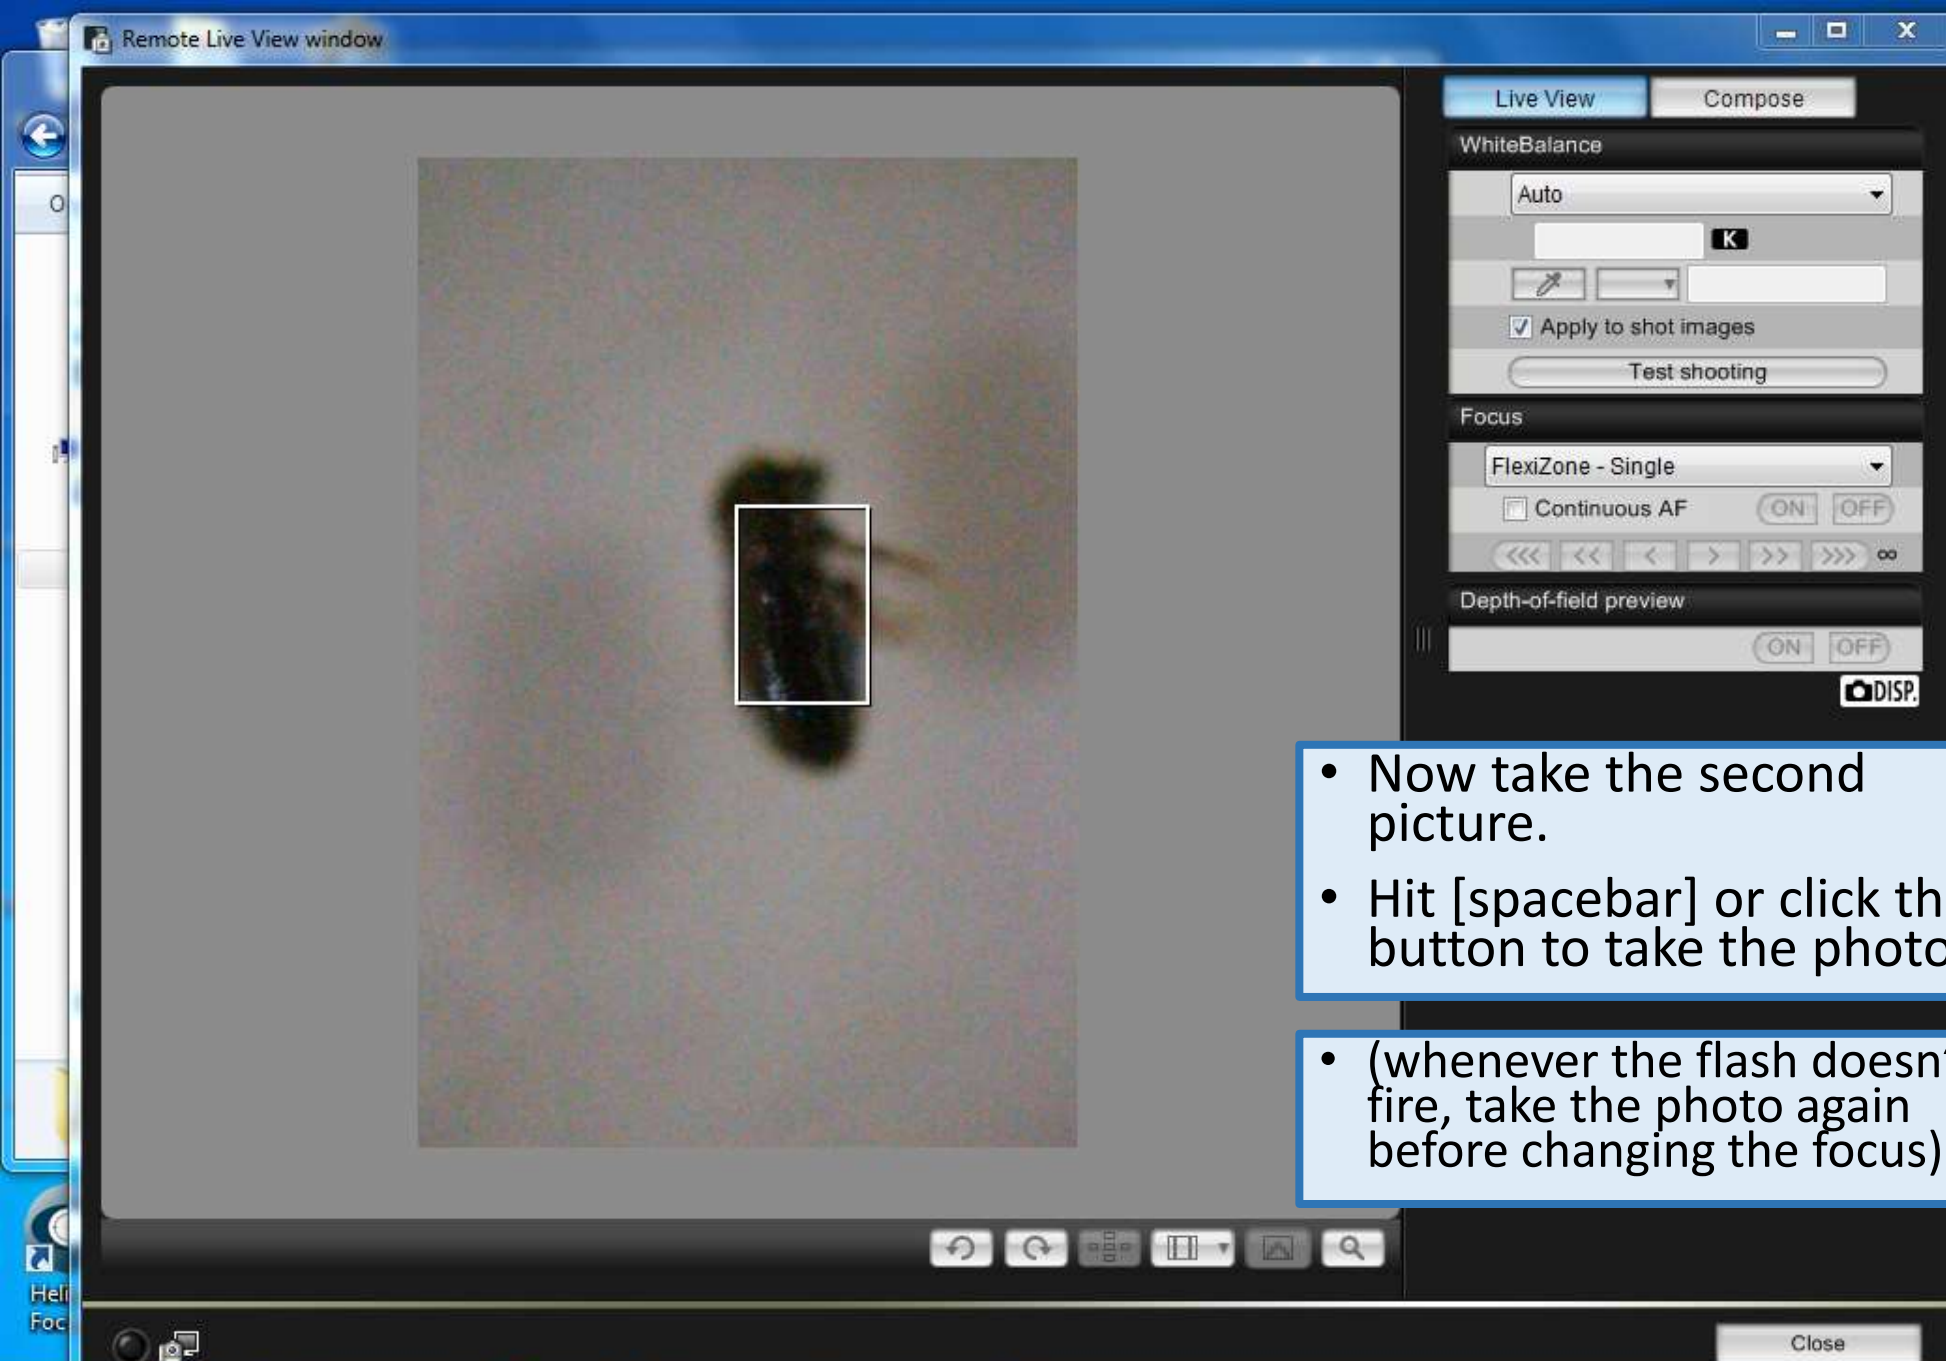 Remote Live View window
Live View
Compose
WhiteBalance
Auto
K
Apply to shot images
Test shooting
Focus
FlexiZone - Single
Continuous AF
ON
OFF
<<<
<<
<
>
>>
>>>
∞
Depth-of-field preview
ON
OFF
DISP.
• Now take the second
picture.
• Hit [spacebar] or click th
button to take the photo
• (whenever the flash doesn'
fire, take the photo again
before changing the focus)
O
Heli
Foc
Close